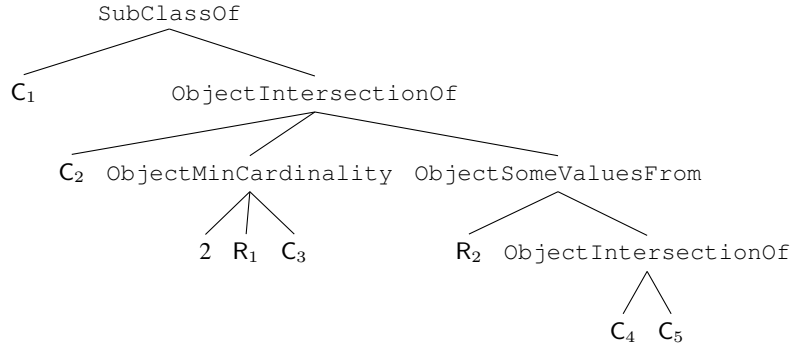 SubClassOf
C₁ ObjectIntersectionOf
C₂ ObjectMinCardinality ObjectSomeValuesFrom
2 R₁ C₃ R₂ ObjectIntersectionOf
C₄ C₅